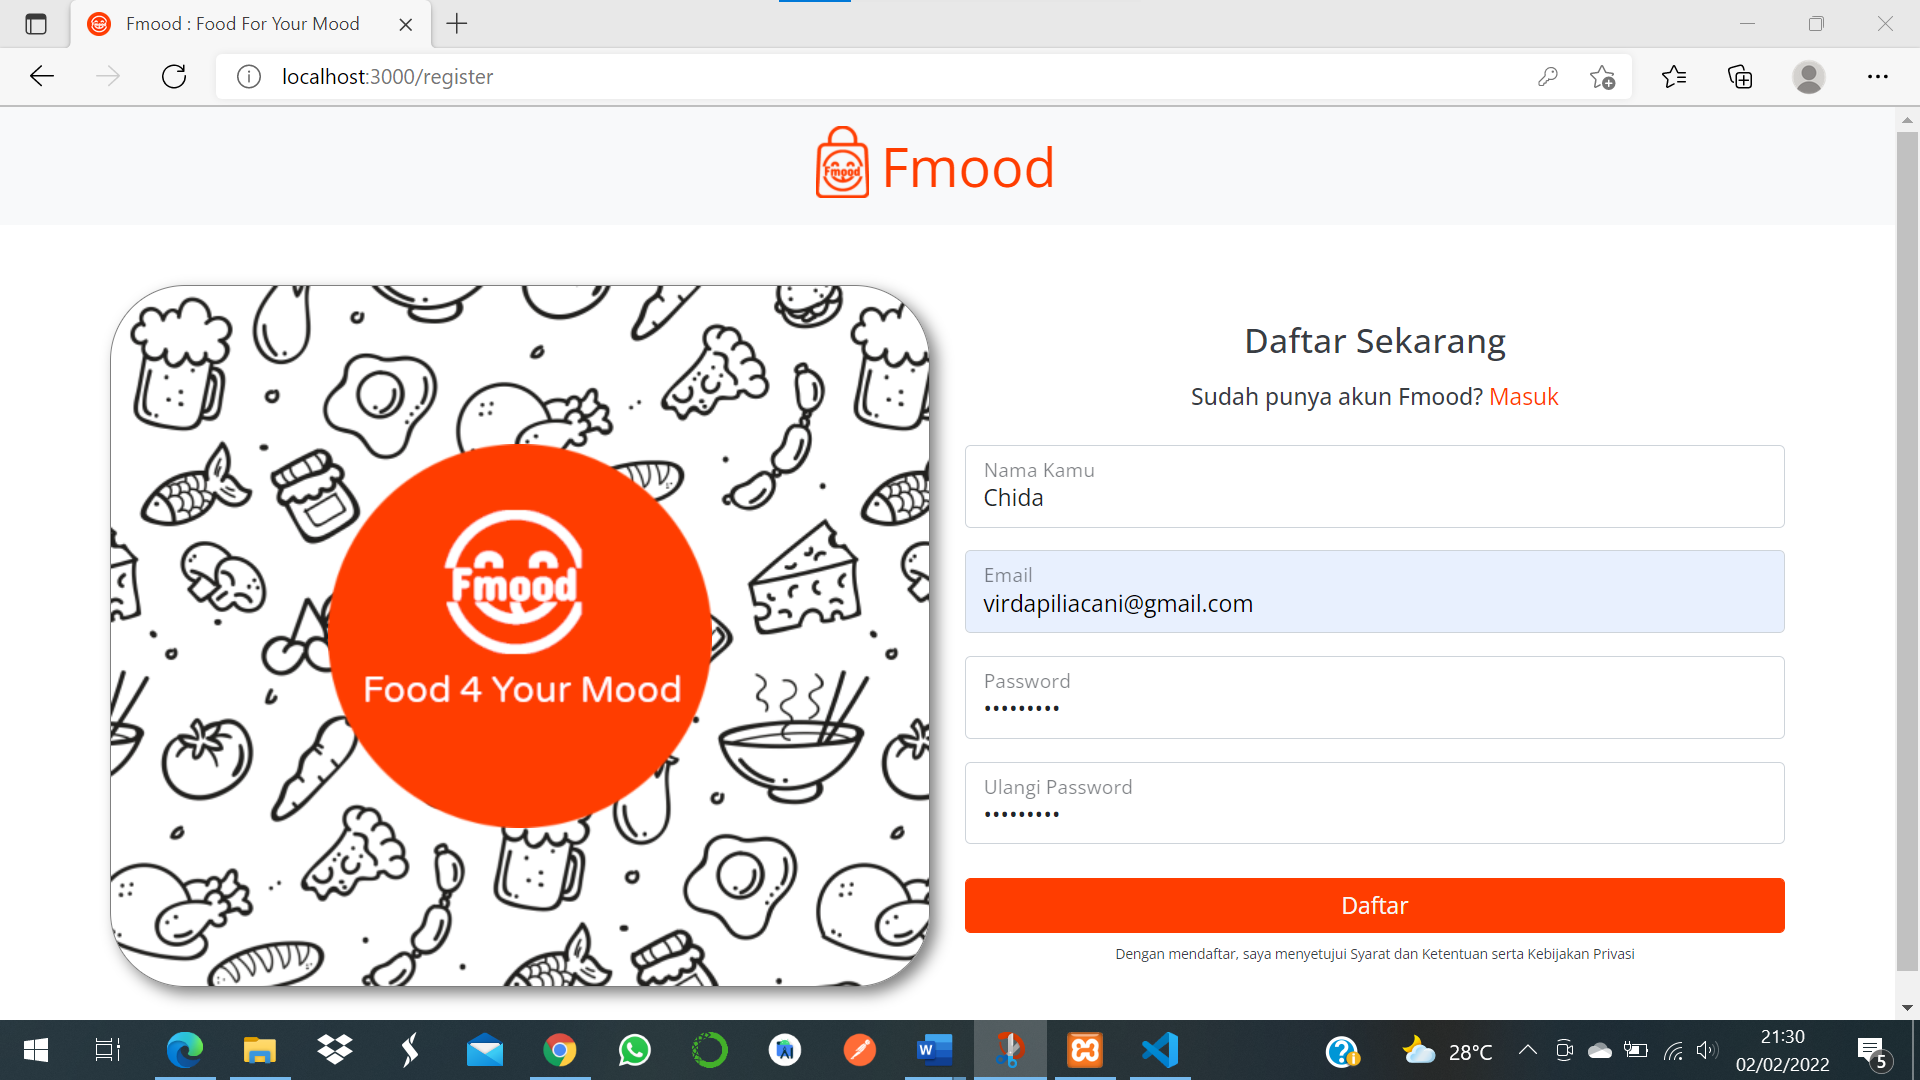 Fmood : Food For Your Mood
localhost:3000/register
Fmood
Fmood
Fmood
Food 4 Your Mood
Daftar Sekarang
Sudah punya akun Fmood? Masuk
Nama Kamu
Chida
Email
virdapiliacani@gmail.com
Password
•••••••••
Ulangi Password
•••••••••
Daftar
Dengan mendaftar, saya menyetujui Syarat dan Ketentuan serta Kebijakan Privasi
28°C
21:30
02/02/2022
5